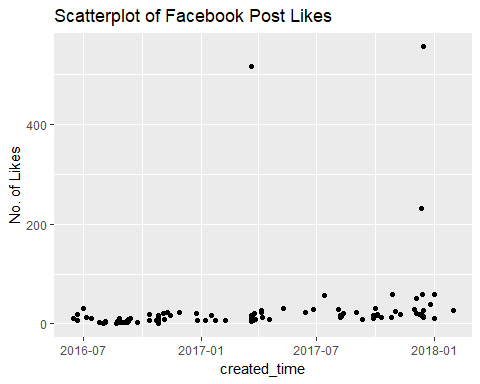 Scatterplot of Facebook Post Likes
No. of Likes
400
200
0
2016-07 2017-01 2017-07 2018-01
created_time